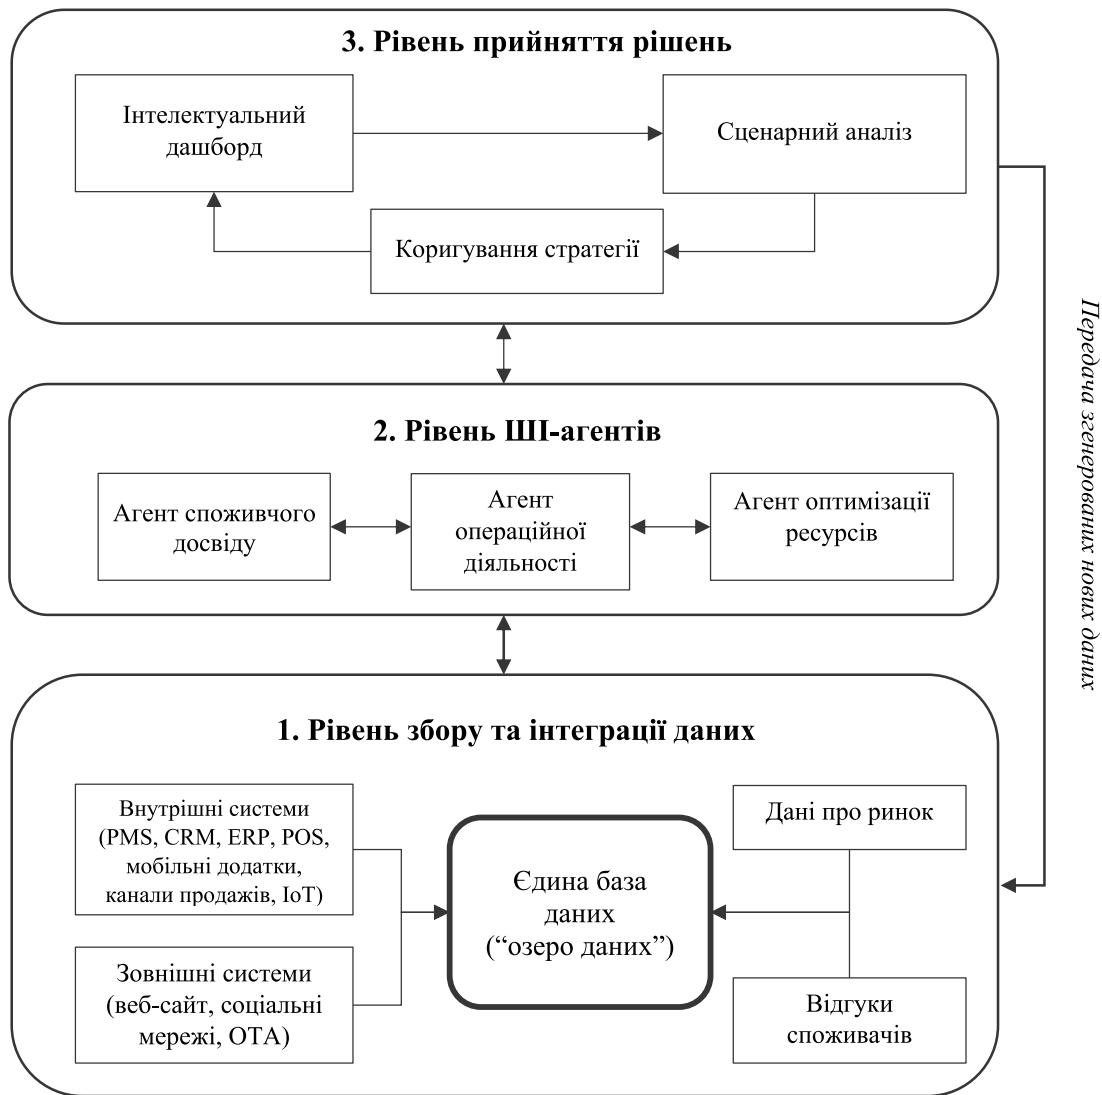 3. Рівень прийняття рішень
Інтелектуальний
дашборд
Сценарний аналіз
Коригування стратегії
Передача згенерованих нових даних
2. Рівень ШІ-агентів
Агент споживчого
досвіду
Агент
операційної
діяльності
Агент оптимізації
ресурсів
1. Рівень збору та інтеграції даних
Внутрішні системи
(PMS, CRM, ERP, POS,
мобільні додатки,
канали продажів, IoT)
Зовнішні системи
(веб-сайт, соціальні
мережі, ОТА)
Єдина база
даних
(“озеро даних”)
Дані про ринок
Відгуки
споживачів